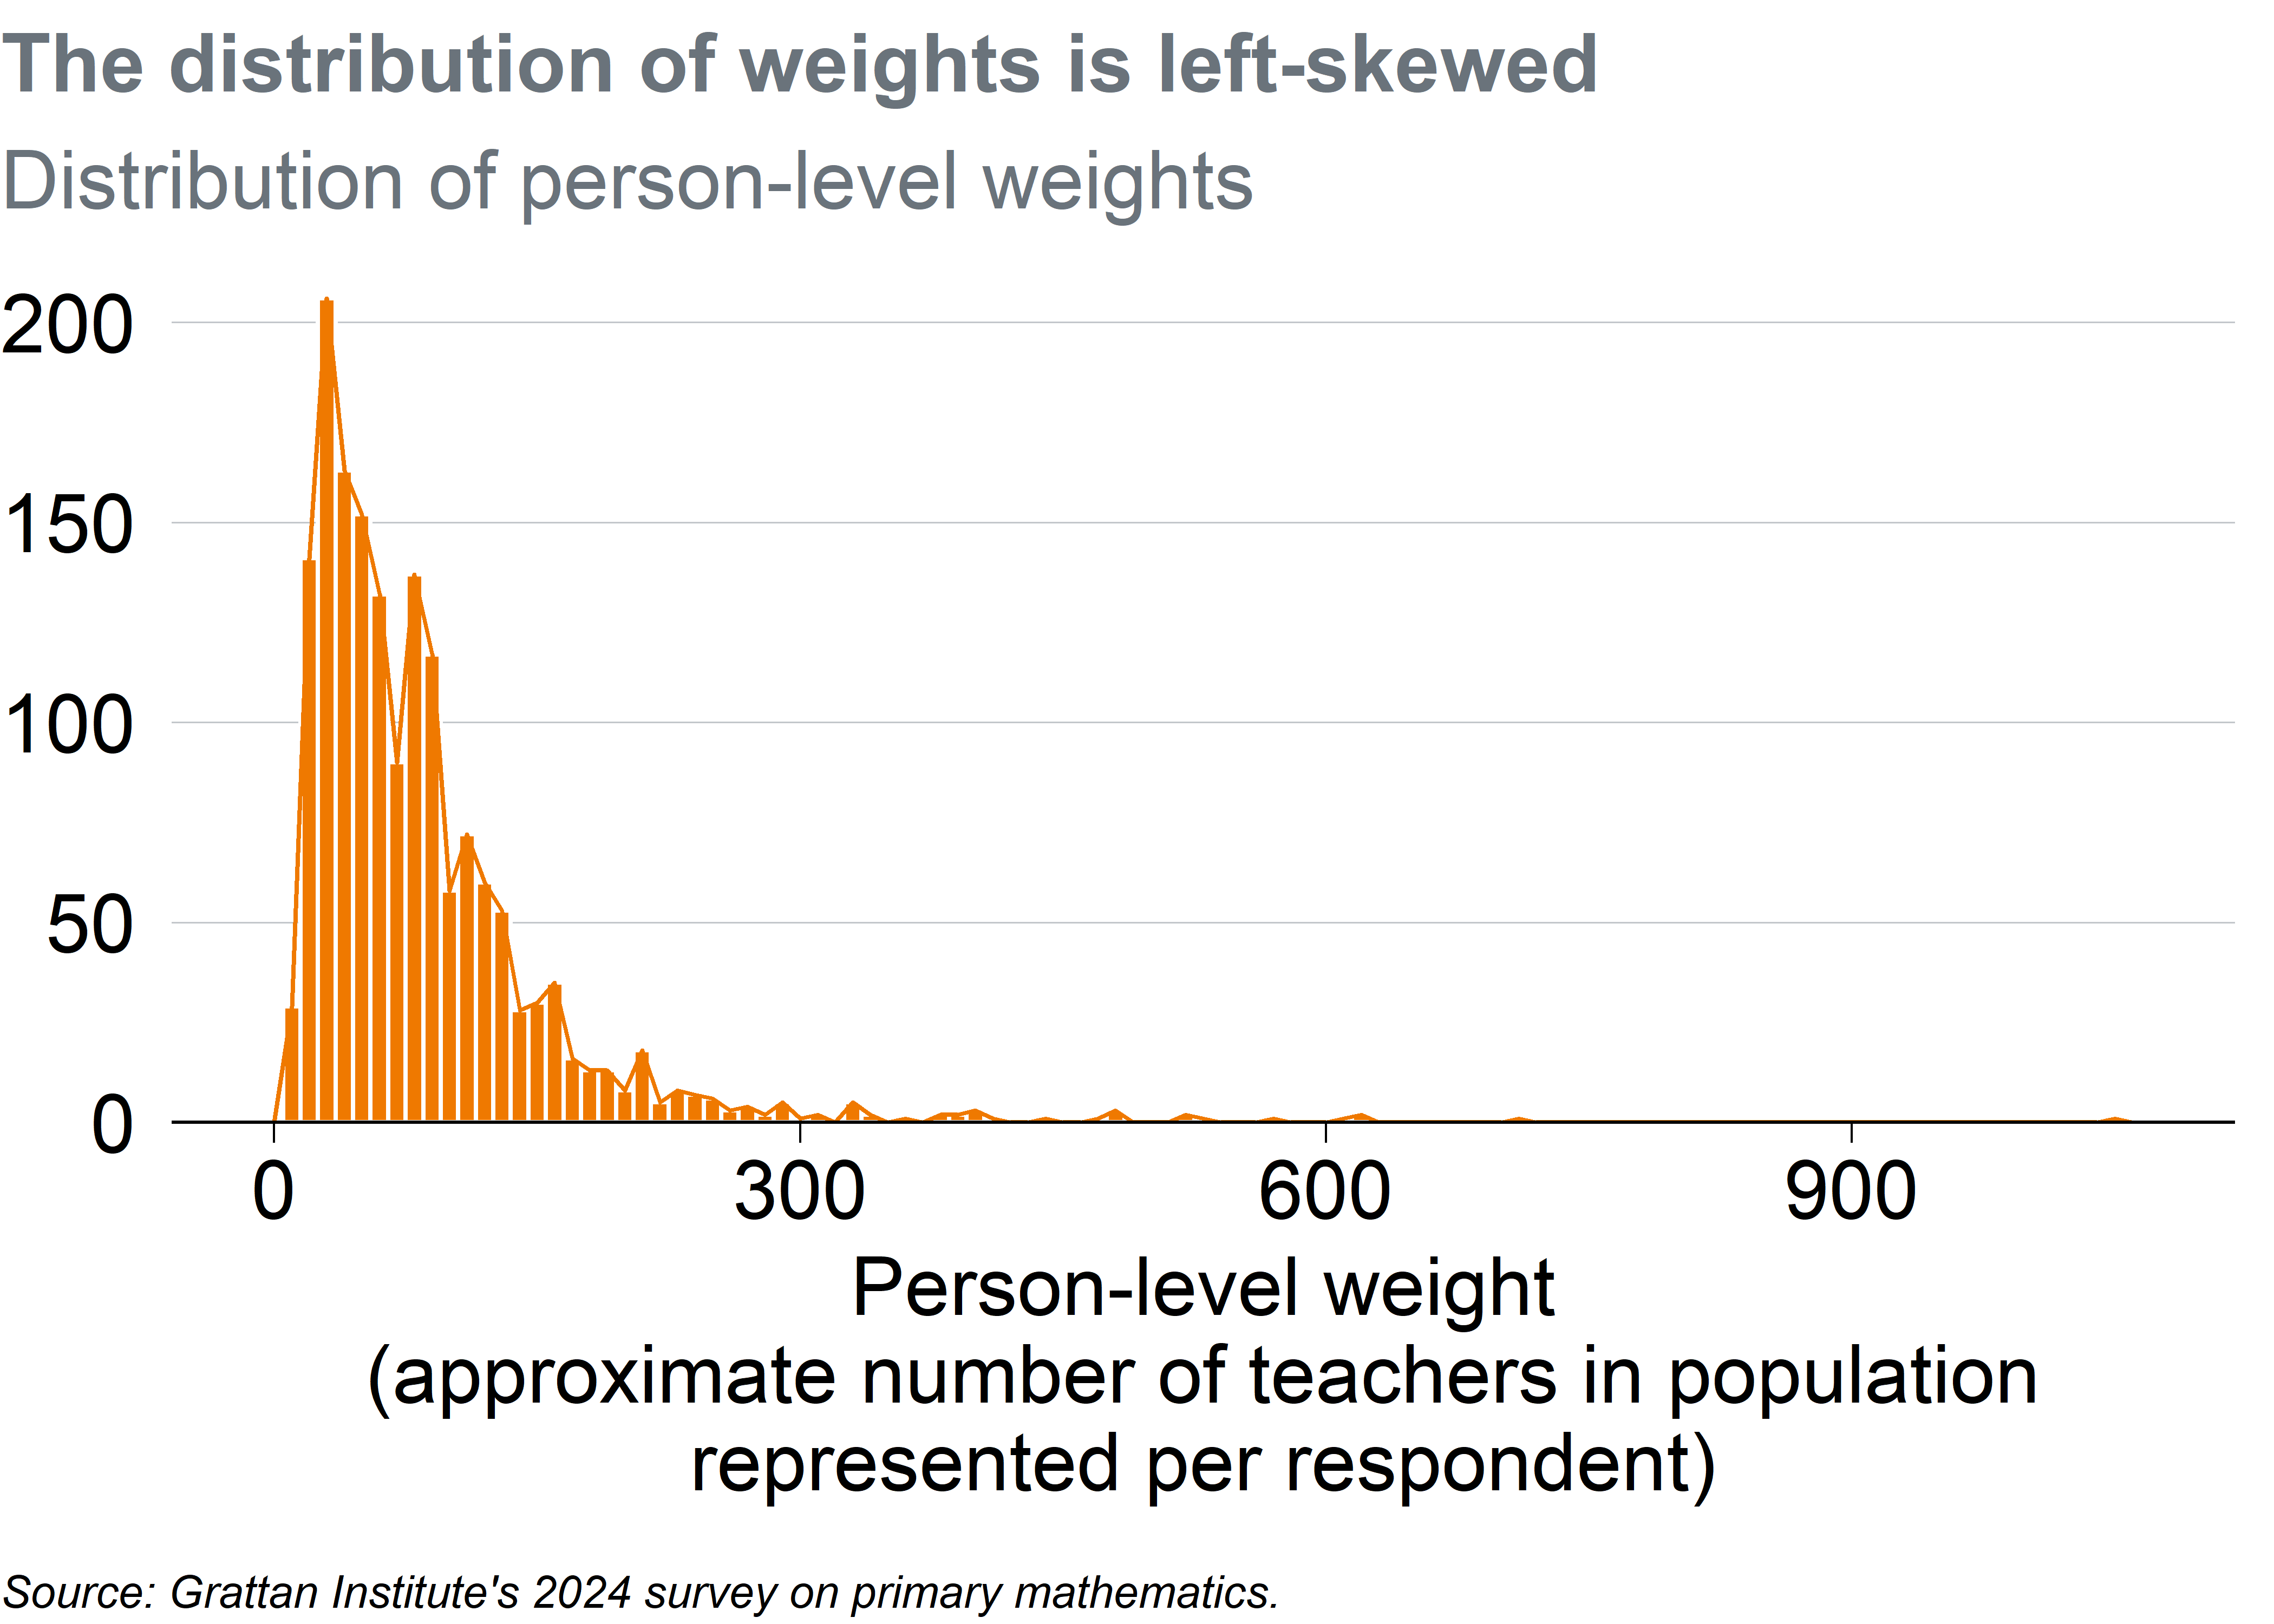 The distribution of weights is left-skewed
Distribution of person-level weights
200
150
100
50
0
0 300 600 900
Person-level weight
(approximate number of teachers in population
represented per respondent)
Source: Grattan Institute's 2024 survey on primary mathematics.